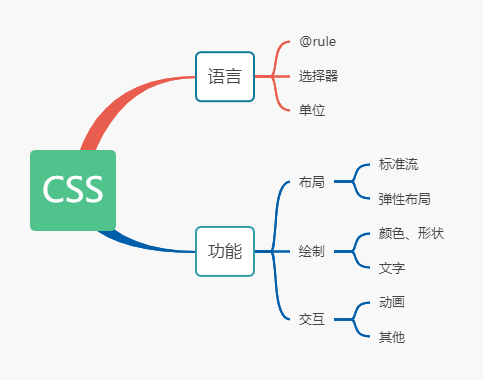 CSS
语言
@rule
选择器
单位
功能
布局
标准流
弹性布局
绘制
颜色、形状
文字
交互
动画
其他